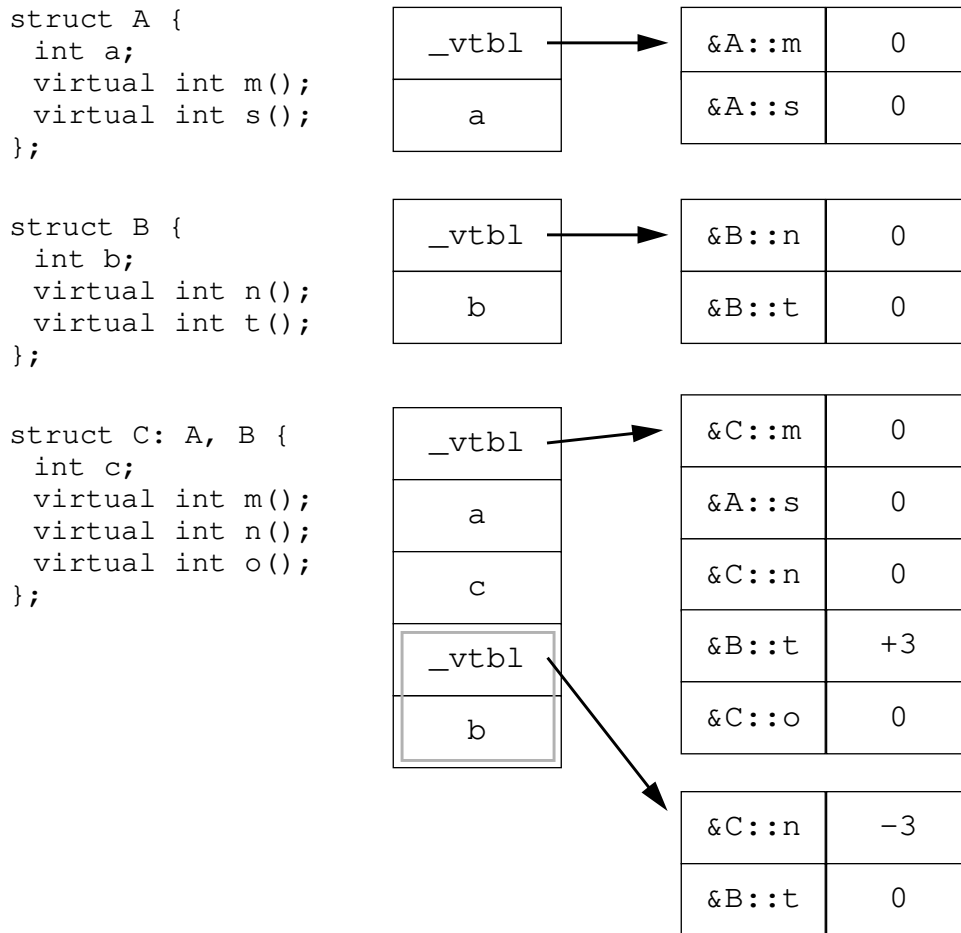 struct A {
 int a;
 virtual int m();
 virtual int s();
};
_vtbl
a
&A::m 0
&A::s 0
struct B {
 int b;
 virtual int n();
 virtual int t();
};
_vtbl
b
&B::n 0
&B::t 0
struct C: A, B {
 int c;
 virtual int m();
 virtual int n();
 virtual int o();
};
_vtbl
a
c
_vtbl
b
&C::m 0
&A::s 0
&C::n 0
&B::t +3
&C::o 0
&C::n −3
&B::t 0